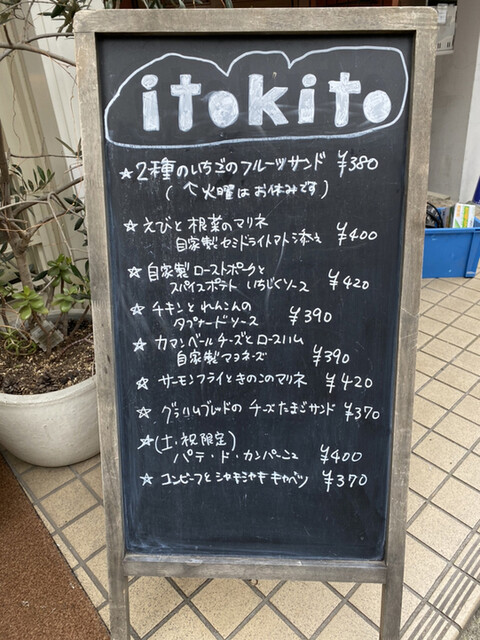 itokito
☆2種のいちごのフルーツサンド ¥380
(↑火曜はお休みです)
☆えびと根菜のマリネ
自家製セミドライトマト添え ¥400
☆自家製ローストポークと
スパイスポテト いちじくソース ¥420
☆チキンとれんこんの
タプナードソース ¥390
☆カマンベールチーズとロースハム
自家製マヨネーズ ¥390
☆サーモンフライときのこのマリネ ¥420
☆グラハムブレッドの チーズたまごサンド ¥370
☆(土・祝限定)
パテ・ド・カンパーニュ ¥400
☆コンビーフとシャキシャキキャベツ ¥370